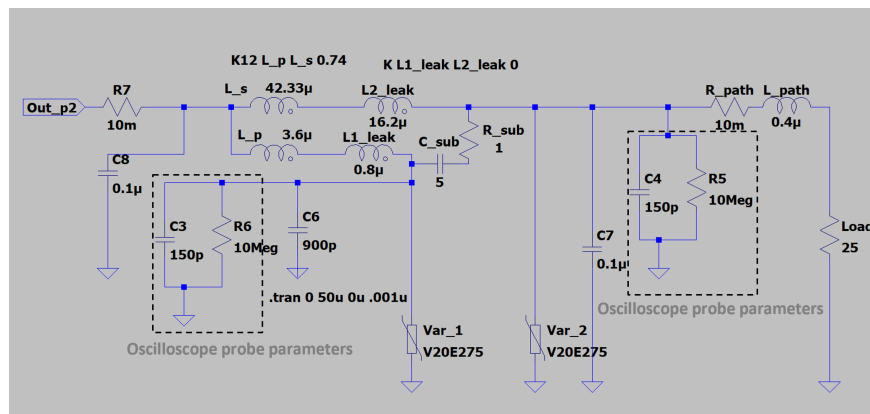 K12 L_p L_s 0.74
K L1_leak L2_leak 0
Out_p2
R7
10m
L_s
42.33µ
L2_leak
16.2µ
R_path
10m
L_path
0.4µ
L_p
3.6µ
L1_leak
0.8µ
C_sub
5
R_sub
1
C8
0.1µ
C3
150p
R6
10Meg
C6
900p
C7
0.1µ
C4
150p
R5
10Meg
Load
25
.tran 0 50u 0u .001u
Oscilloscope probe parameters
Var_1
V20E275
Var_2
V20E275
Oscilloscope probe parameters